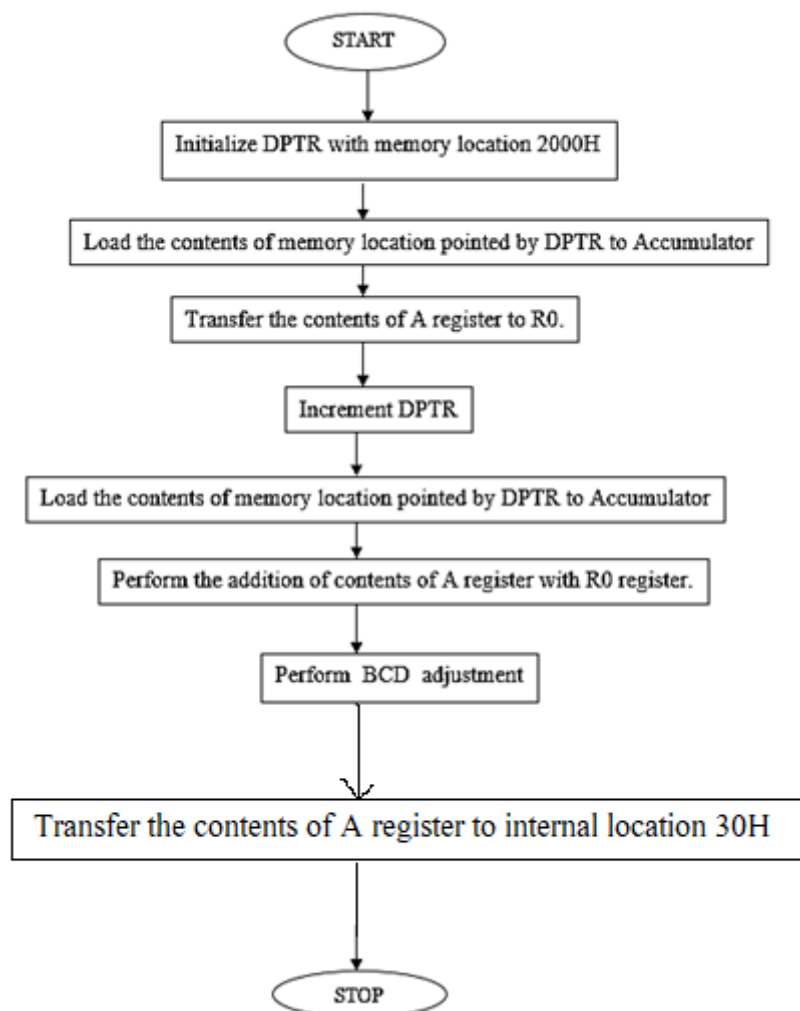 START
Initialize DPTR with memory location 2000H
Load the contents of memory location pointed by DPTR to Accumulator
Transfer the contents of A register to R0.
Increment DPTR
Load the contents of memory location pointed by DPTR to Accumulator
Perform the addition of contents of A register with R0 register.
Perform BCD adjustment
Transfer the contents of A register to internal location 30H
STOP